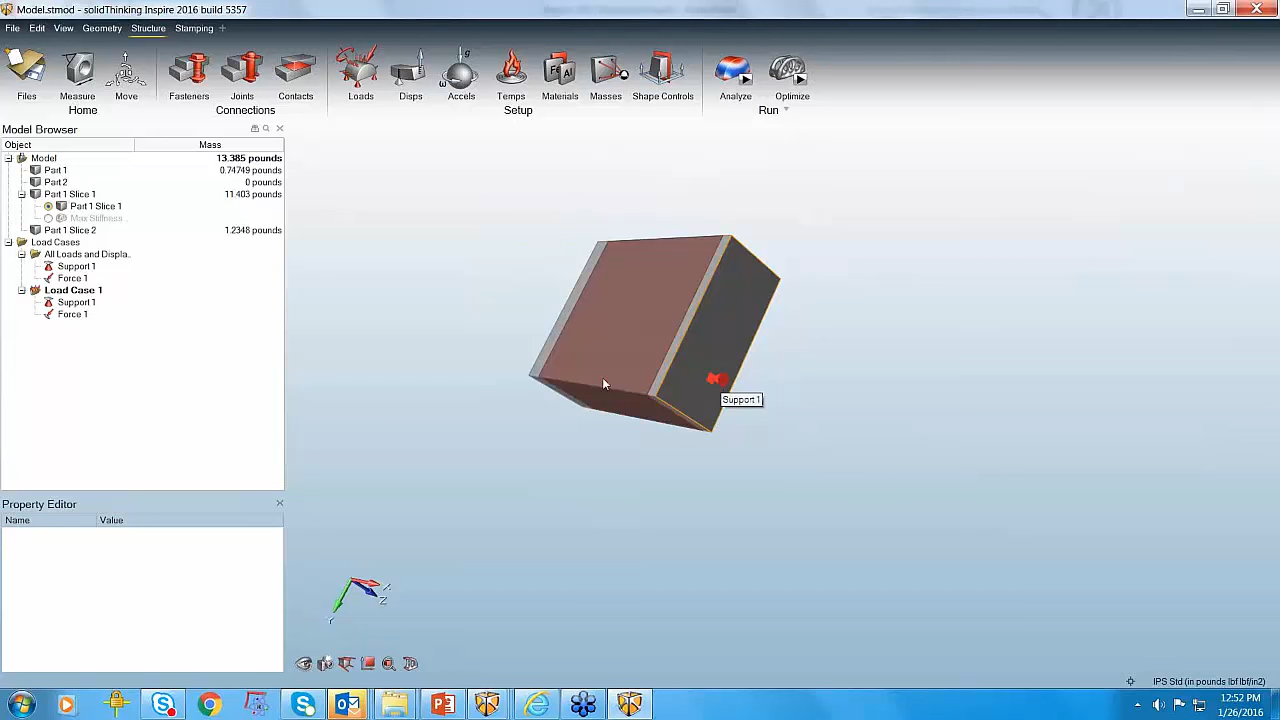 Model.stmod - solidThinking Inspire 2016 build 5357
File Edit View Geometry Structure Stamping +
Files Measure Move Fasteners Joints Contacts Loads Disps Accels Temps Materials Masses Shape Controls Analyze Optimize
Home Connections Setup Run
Model Browser
Object Mass
Model 13.385 pounds
Part 1 0.74749 pounds
Part 2 0 pounds
Part 1 Slice 1 11.403 pounds
Part 1 Slice 1
Max Stiffness...
Part 1 Slice 2 1.2348 pounds
Load Cases
All Loads and Displa..
Support 1
Force 1
Load Case 1
Support 1
Force 1
Support 1
Property Editor
Name Value
X
Z
Y
IPS Std (in pounds lbf lbf/in2)
12:52 PM
1/26/2016